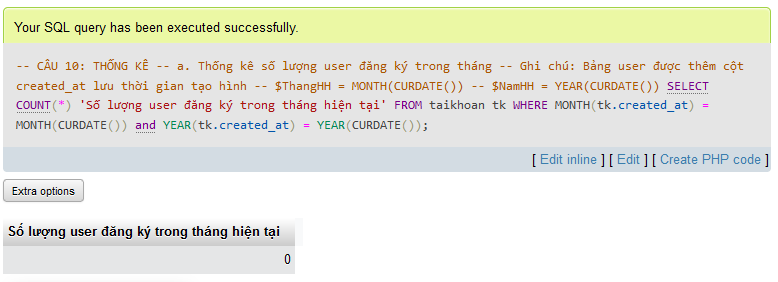 Your SQL query has been executed successfully.
-- CÂU 10: THỐNG KÊ -- a. Thống kê số lượng user đăng ký trong tháng -- Ghi chú: Bảng user được thêm cột
created_at lưu thời gian tạo hình -- $ThangHH = MONTH(CURDATE()) -- $NamHH = YEAR(CURDATE()) SELECT
COUNT(*) 'Số lượng user đăng ký trong tháng hiện tại' FROM taikhoan tk WHERE MONTH(tk.created_at) =
MONTH(CURDATE()) and YEAR(tk.created_at) = YEAR(CURDATE());
[ Edit inline ] [ Edit ] [ Create PHP code ]
Extra options
Số lượng user đăng ký trong tháng hiện tại
0